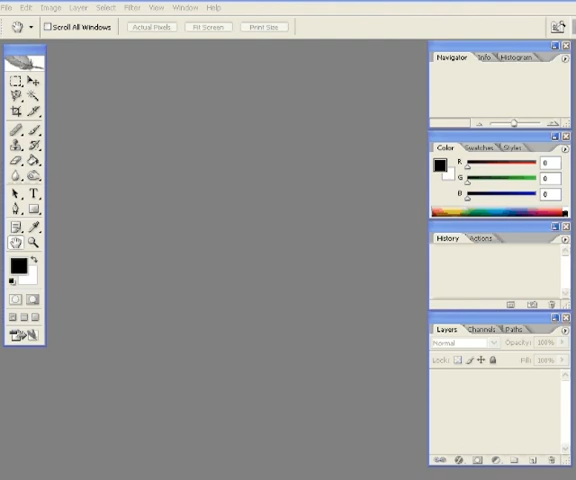 File Edit Image Layer Select Filter View Window Help
Scroll All Windows Actual Pixels Fit Screen Print Size
Navigator Info Histogram
Color Swatches Styles
R 0
G 0
B 0
History Actions
Layers Channels Paths
Normal Opacity: 100%
Lock: Fill: 100%
T